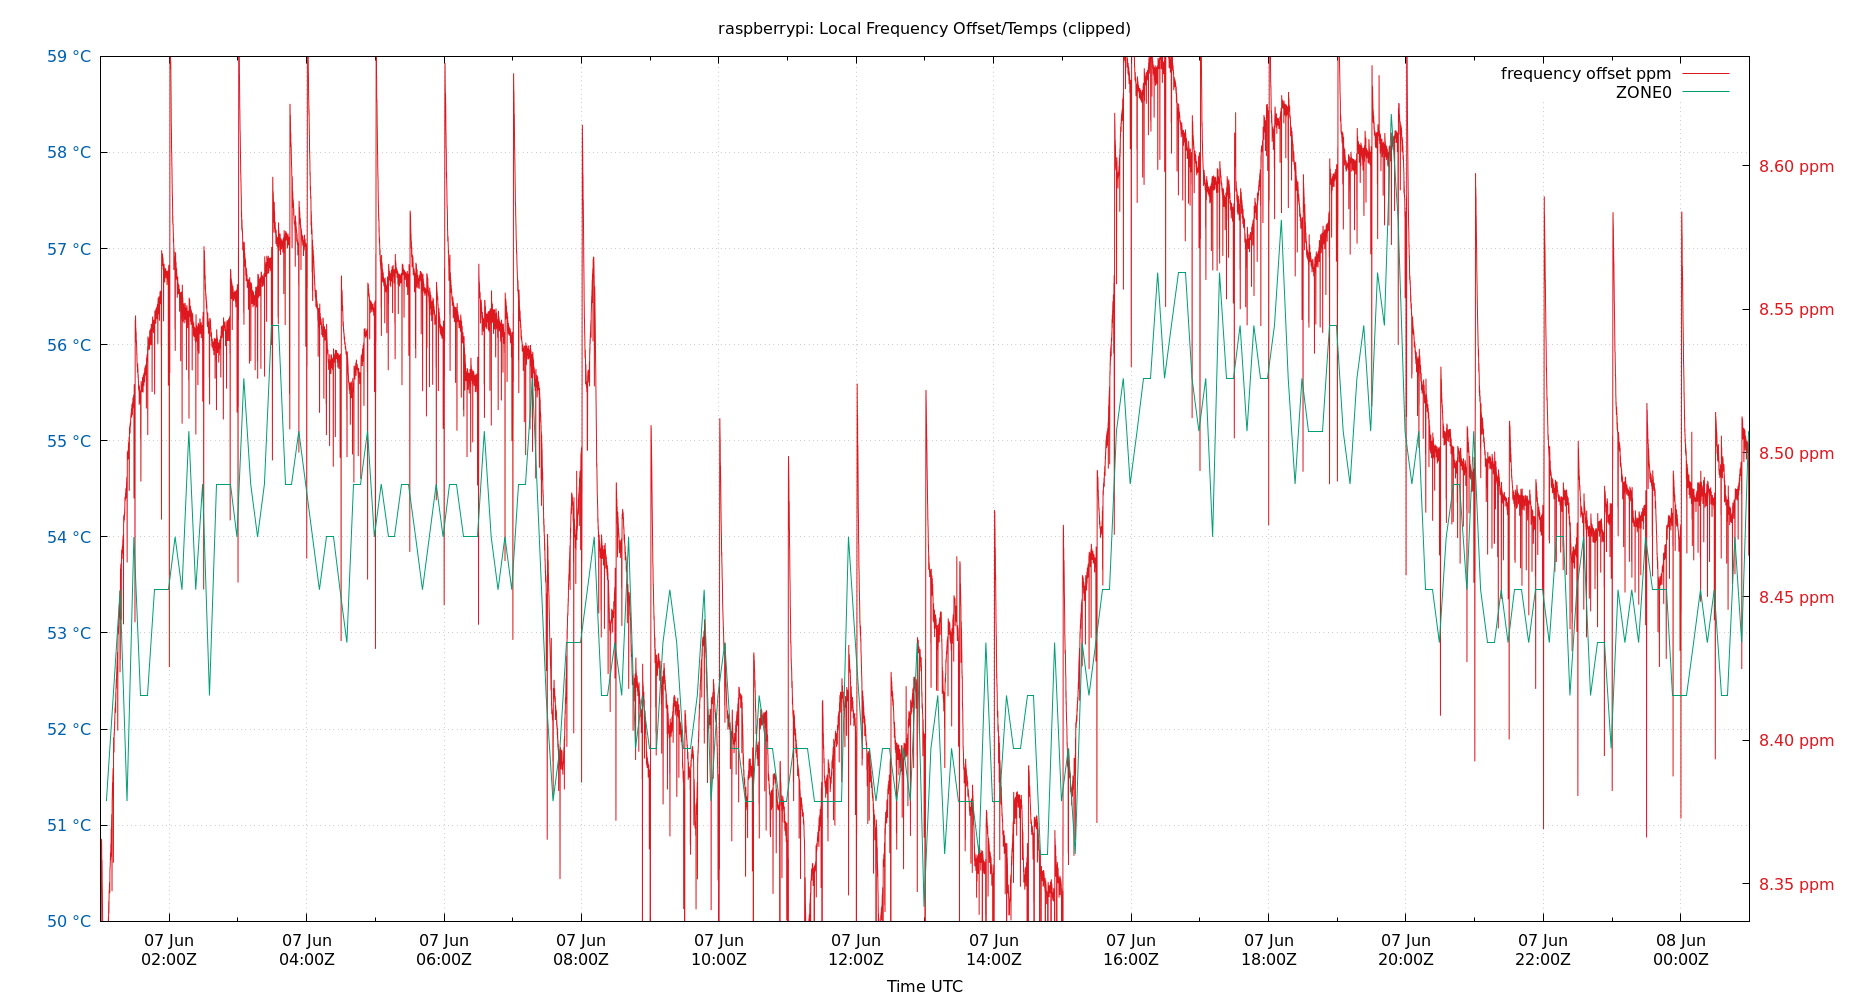 raspberrypi: Local Frequency Offset/Temps (clipped)
frequency offset ppm
ZONE0
59 °C
58 °C
57 °C
56 °C
55 °C
54 °C
53 °C
52 °C
51 °C
50 °C
8.60 ppm
8.55 ppm
8.50 ppm
8.45 ppm
8.40 ppm
8.35 ppm
07 Jun 07 Jun 07 Jun 07 Jun 07 Jun 07 Jun 07 Jun 07 Jun 07 Jun 07 Jun 07 Jun 08 Jun
02:00Z 04:00Z 06:00Z 08:00Z 10:00Z 12:00Z 14:00Z 16:00Z 18:00Z 20:00Z 22:00Z 00:00Z
Time UTC